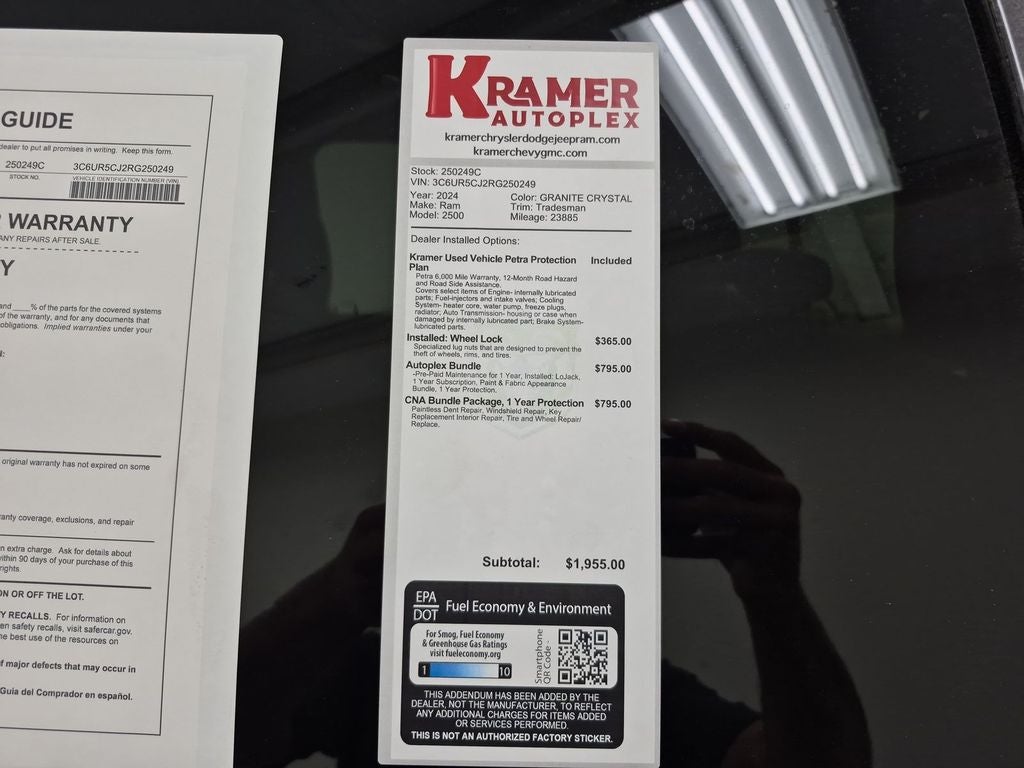 GUIDE
dealer to put all promises in writing. Keep this form.
250249C 3C6UR5CJ2RG250249
STOCK NO. VEHICLE IDENTIFICATION NUMBER (VIN)
WARRANTY
ANY REPAIRS AFTER SALE.
Y
and ____% of the parts for the covered systems
of the warranty, and for any documents that
obligations. Implied warranties under your
original warranty has not expired on some
coverage, exclusions, and repair
extra charge. Ask for details about
within 90 days of your purchase of this
ON OR OFF THE LOT.
RECALLS. For information on
safety recalls, visit safercar.gov.
best use of the resources on
of major defects that may occur in
Guia del Comprador en español.
KRAMER
AUTOPLEX
kramerchryslerdodgejeepram.com
kramerchevygmc.com
Stock: 250249C
VIN: 3C6UR5CJ2RG250249
Year: 2024 Color: GRANITE CRYSTAL
Make: Ram Trim: Tradesman
Model: 2500 Mileage: 23885
Dealer Installed Options:
Kramer Used Vehicle Petra Protection Included
Plan
Petra 6,000 Mile Warranty, 12-Month Road Hazard
and Road Side Assistance.
Covers select items of Engine- internally lubricated
parts; Fuel-injectors and intake valves; Cooling
System- heater core, water pump, freeze plugs,
radiator; Auto Transmission- housing or case when
damaged by internally lubricated part; Brake System-
lubricated parts.
Installed: Wheel Lock $365.00
Specialized lug nuts that are designed to prevent the
theft of wheels, rims, and tires.
Autoplex Bundle $795.00
-Pre-Paid Maintenance for 1 Year, Installed: LoJack,
1 Year Subscription, Paint & Fabric Appearance
Bundle, 1 Year Protection.
CNA Bundle Package, 1 Year Protection $795.00
Paintless Dent Repair, Windshield Repair, Key
Replacement Interior Repair, Tire and Wheel Repair/
Replace.
Subtotal: $1,955.00
EPA
DOT Fuel Economy & Environment
For Smog, Fuel Economy
& Greenhouse Gas Ratings
visit fueleconomy.org
1 10
Smartphone
QR Code -
THIS ADDENDUM HAS BEEN ADDED BY THE
DEALER, NOT THE MANUFACTURER, TO REFLECT
ANY ADDITIONAL CHARGES FOR ITEMS ADDED
OR SERVICES PERFORMED.
THIS IS NOT AN AUTHORIZED FACTORY STICKER.